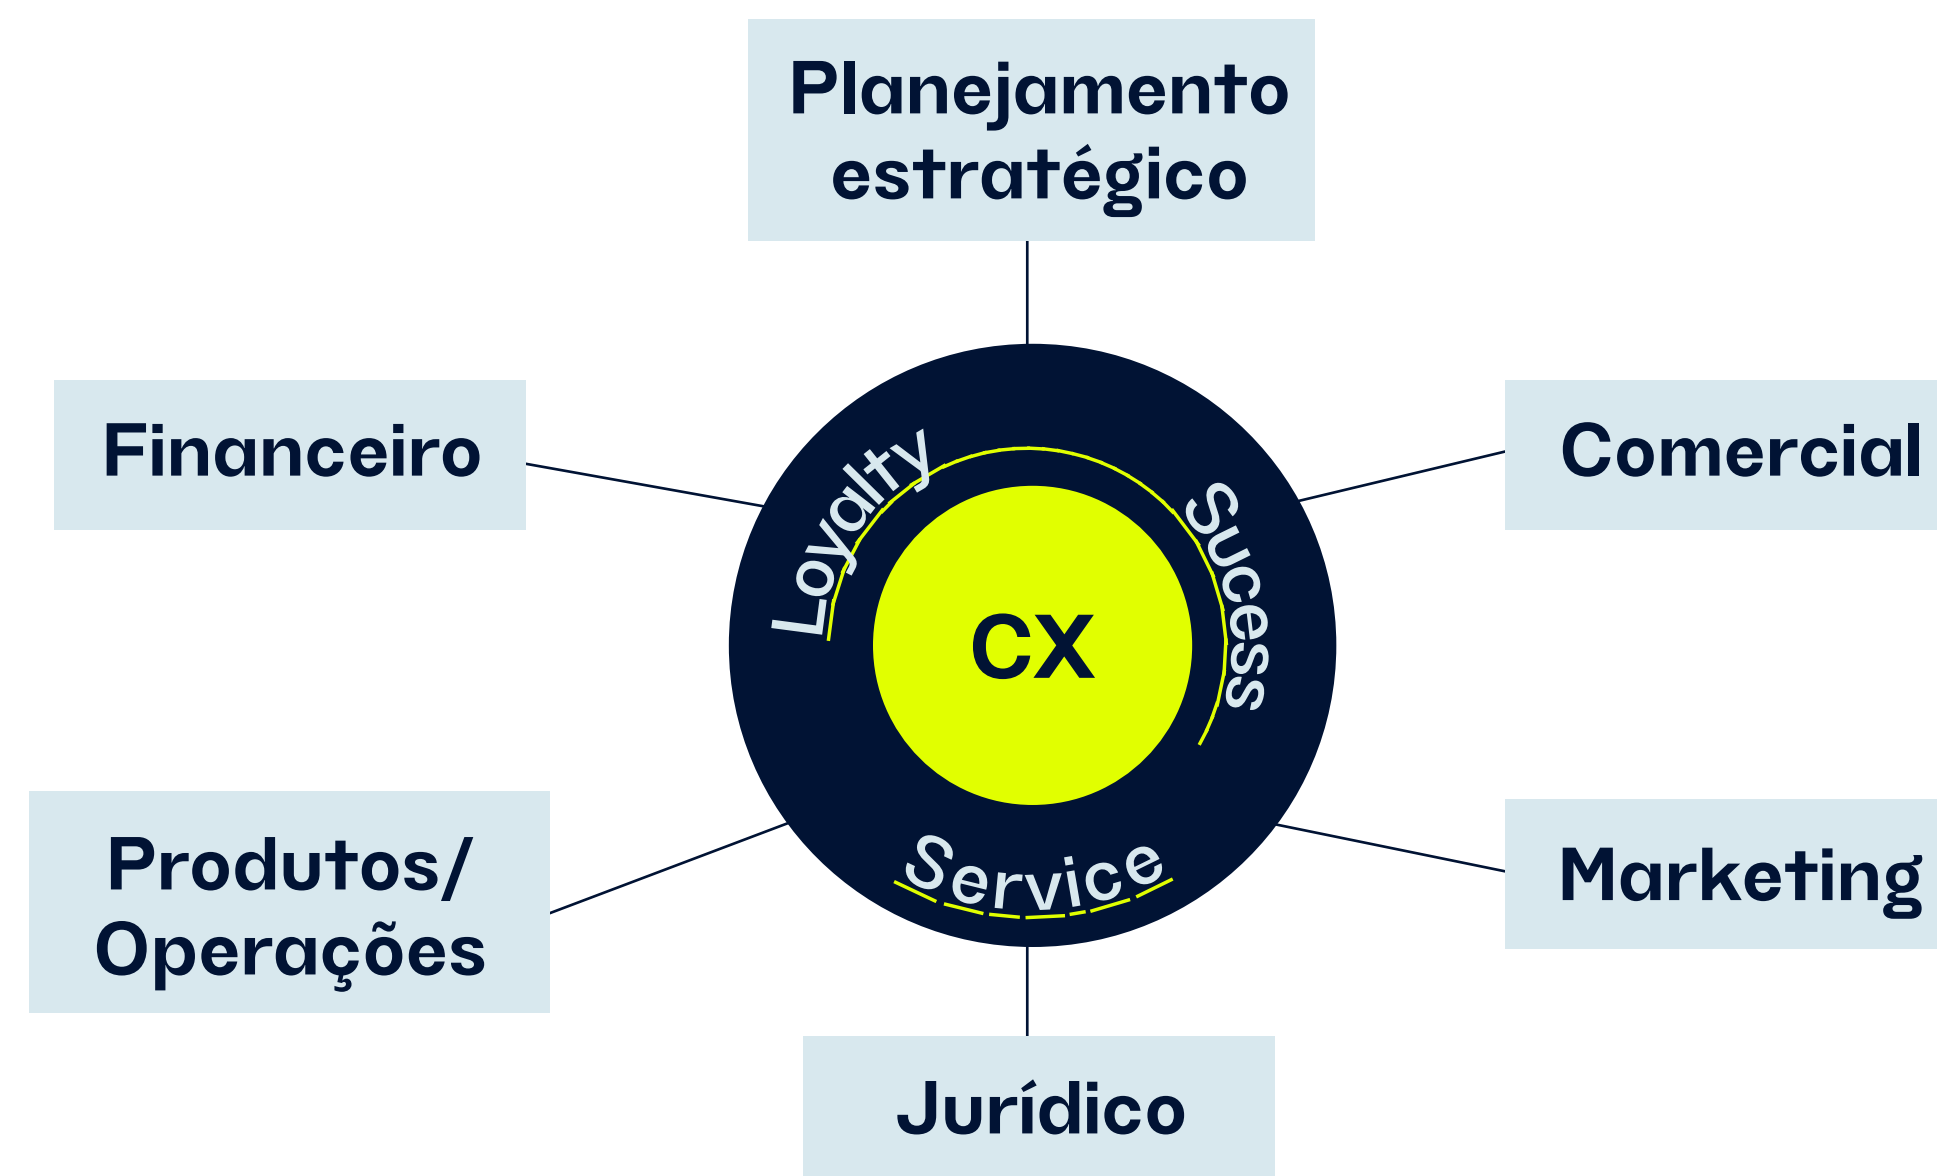 Planejamento
estratégico
Financeiro
Comercial
Loyalty
Sucess
CX
Service
Produtos/
Operações
Marketing
Jurídico